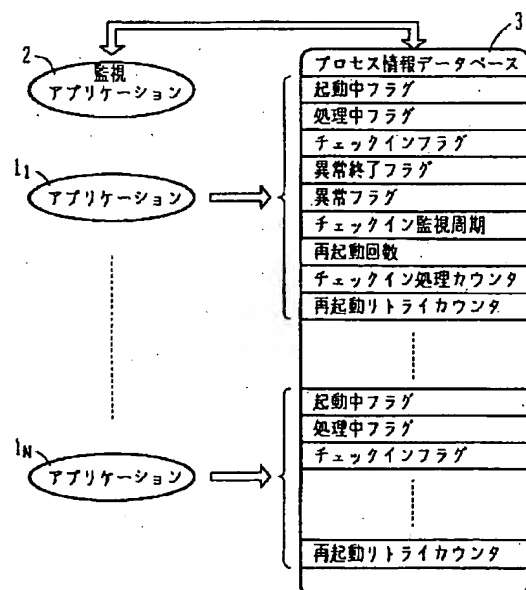 3
プロセス情報データベース
2
監視
アプリケーション
起動中フラグ
処理中フラグ
チェックインフラグ
異常終了フラグ
異常フラグ
チェックイン監視周期
再起動回数
チェックイン処理カウンタ
再起動リトライカウンタ
1₁
アプリケーション
起動中フラグ
処理中フラグ
チェックインフラグ
再起動リトライカウンタ
1N
アプリケーション